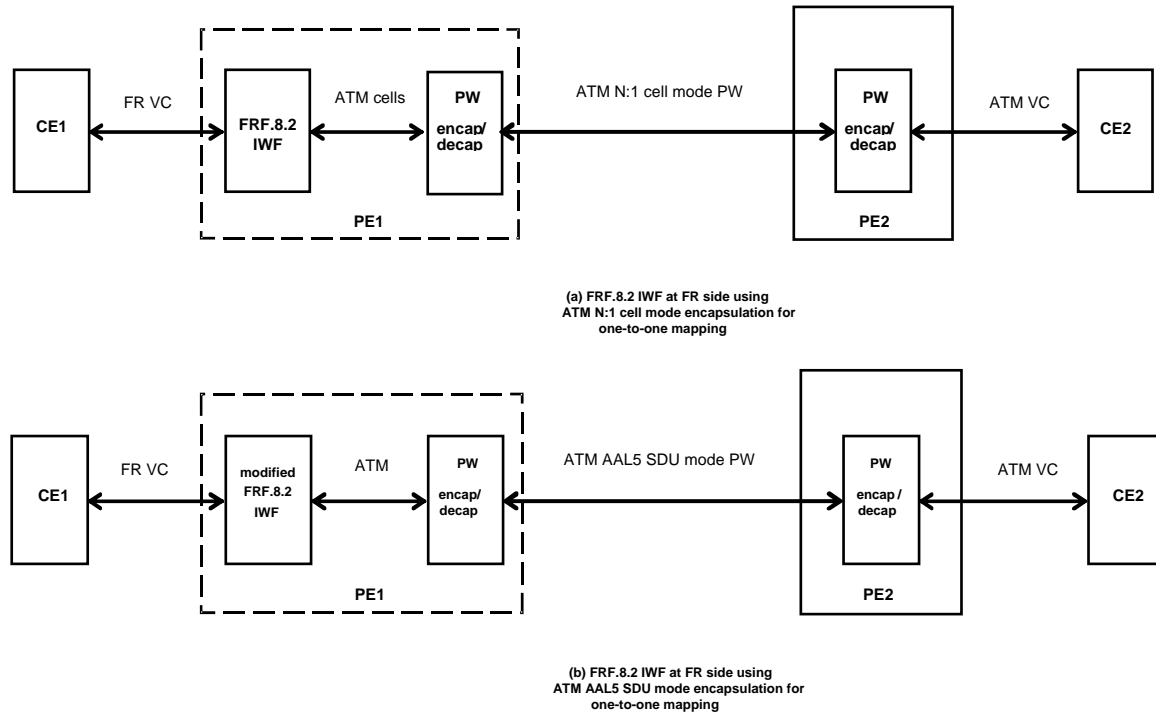 FR VC
ATM cells
ATM N:1 cell mode PW
ATM VC
CE1
FRF.8.2
IWF
PW
encap/
decap
PW
encap/
decap
CE2
PE1
PE2
(a) FRF.8.2 IWF at FR side using
ATM N:1 cell mode encapsulation for
one-to-one mapping
FR VC
ATM
ATM AAL5 SDU mode PW
ATM VC
CE1
modified
FRF.8.2
IWF
PW
encap/
decap
PW
encap /
decap
CE2
PE1
PE2
(b) FRF.8.2 IWF at FR side using
ATM AAL5 SDU mode encapsulation for
one-to-one mapping